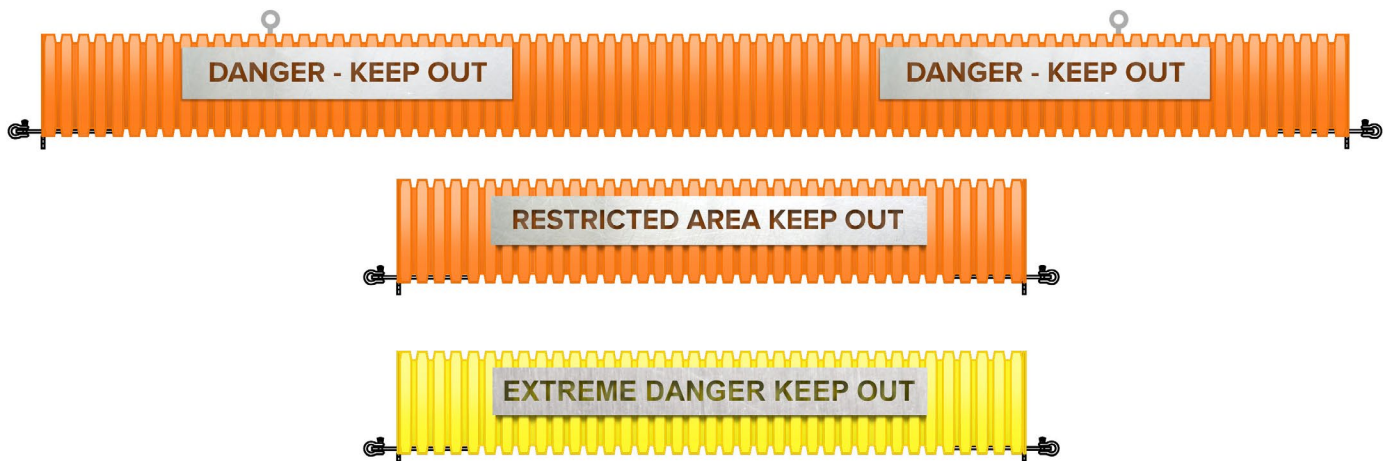 DANGER - KEEP OUT
DANGER - KEEP OUT
RESTRICTED AREA KEEP OUT
EXTREME DANGER KEEP OUT